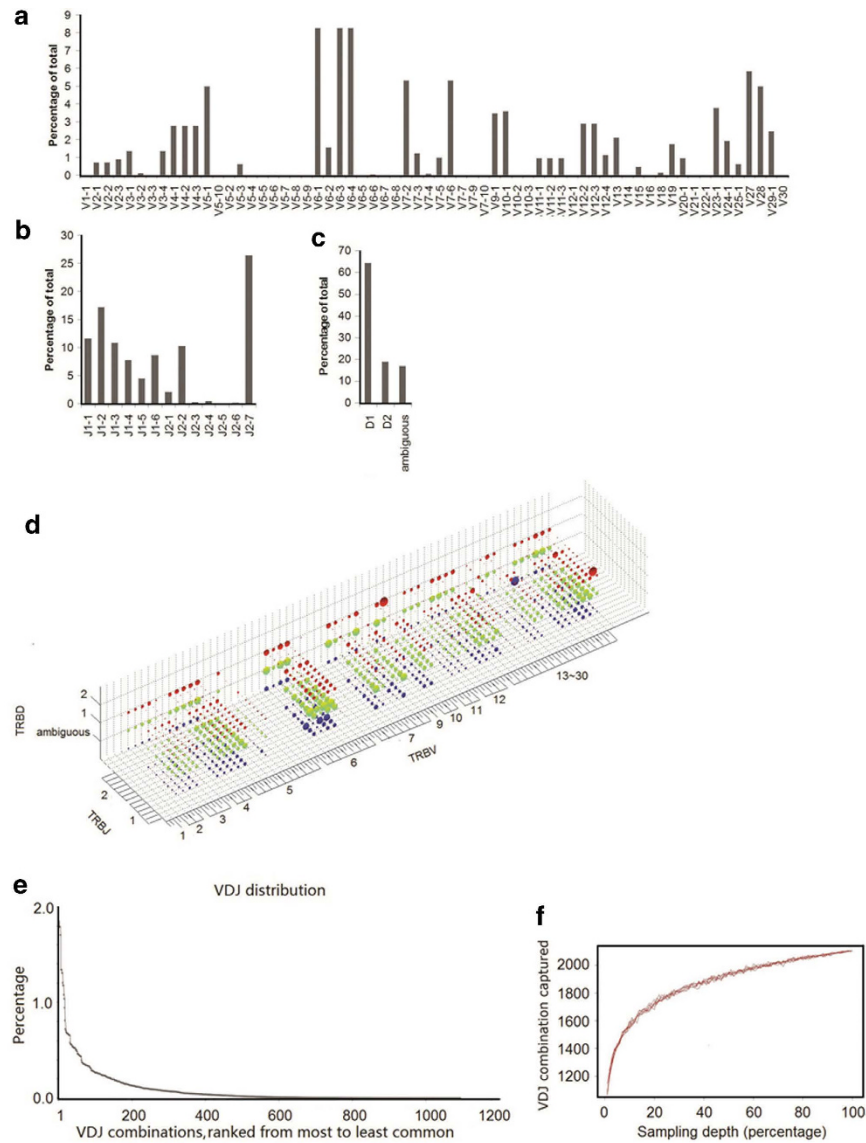 a
Percentage of total
9
8
7
6
5
4
3
2
1
0
V1-1
V2-1
V2-2
V2-3
V3-1
V3-2
V3-3
V3-4
V4-1
V4-2
V4-3
V5-1
V5-10
V5-2
V5-3
V5-4
V5-5
V5-6
V5-7
V5-8
V5-9
V6-1
V6-2
V6-3
V6-4
V6-5
V6-6
V6-7
V6-8
V7-2
V7-3
V7-4
V7-5
V7-6
V7-7
V7-9
V7-10
V9-1
V10-1
V10-2
V10-3
V11-1
V11-2
V11-3
V12-1
V12-2
V12-3
V12-4
V13
V14
V15
V16
V18
V19
V20-1
V21-1
V22-1
V23-1
V24-1
V25-1
V27
V28
V29-1
V30
b
Percentage of total
30
25
20
15
10
5
0
J1-1
J1-2
J1-3
J1-4
J1-5
J1-6
J2-1
J2-2
J2-3
J2-4
J2-5
J2-6
J2-7
c
Percentage of total
70
60
50
40
30
20
10
0
D1
D2
ambiguous
d
TRBD
2
1
ambiguous
TRBJ
2
1
1
2
3
4
5
6
7
9
10
11
12
13~30
TRBV
e
VDJ distribution
Percentage
2.0
1.0
0.0
1
200
400
600
800
1000
1200
VDJ combinations,ranked from most to least common
f
VDJ combination captured
2000
1800
1600
1400
1200
0
20
40
60
80
100
Sampling depth (percentage)